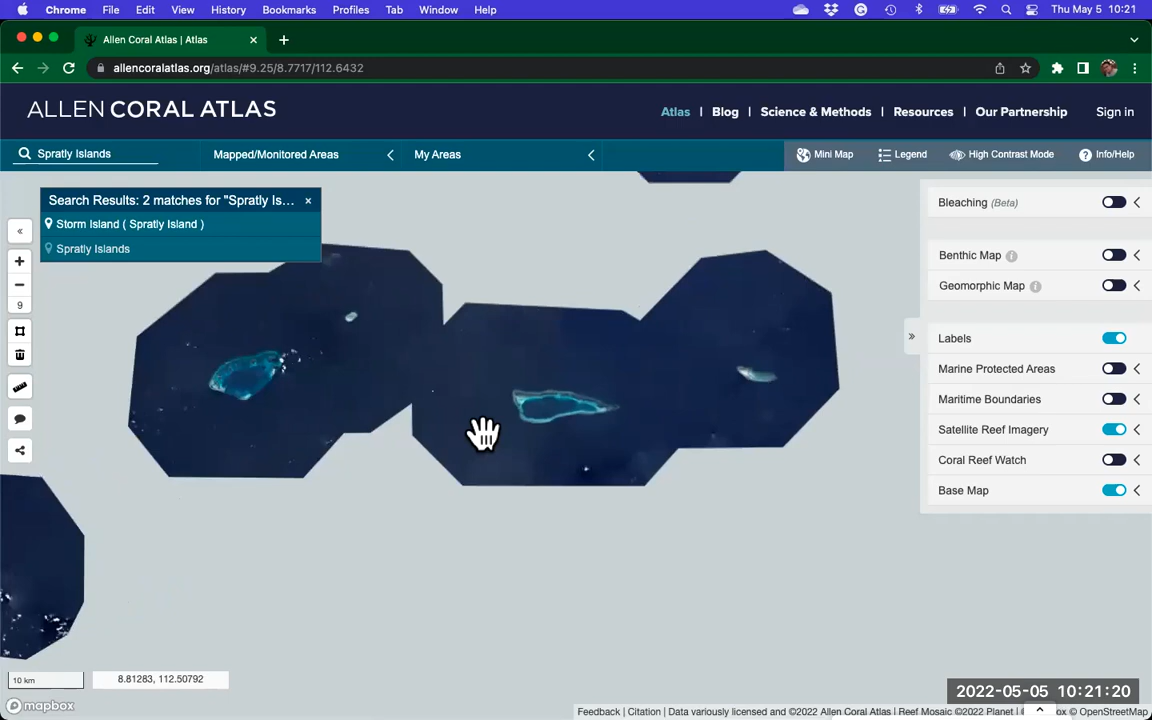 Chrome File Edit View History Bookmarks Profiles Tab Window Help Thu May 5 10:21
Allen Coral Atlas | Atlas
allencoralatlas.org/atlas/#9.25/8.7717/112.6432
ALLEN CORAL ATLAS
Atlas | Blog | Science & Methods | Resources | Our Partnership Sign in
Spratly Islands Mapped/Monitored Areas My Areas Mini Map Legend High Contrast Mode Info/Help
Search Results: 2 matches for "Spratly Is...
Storm Island ( Spratly Island )
Spratly Islands
9
Bleaching (Beta)
Benthic Map
Geomorphic Map
Labels
Marine Protected Areas
Maritime Boundaries
Satellite Reef Imagery
Coral Reef Watch
Base Map
10 km 8.81283, 112.50792
2022-05-05 10:21:20
mapbox
Feedback | Citation | Data variously licensed and ©2022 Allen Coral Atlas | Reef Mosaic ©2022 Planet | © OpenStreetMap